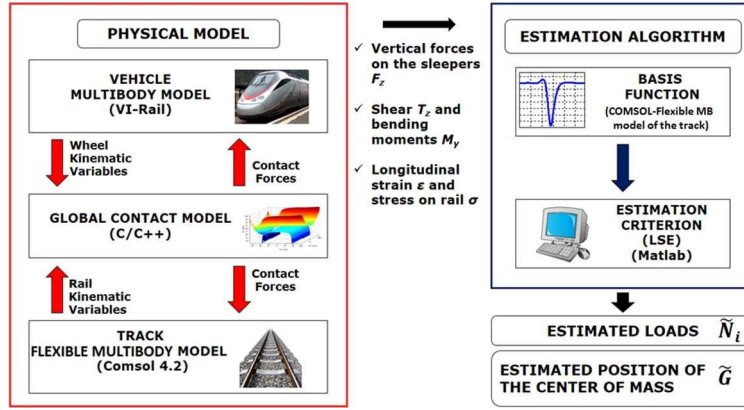 PHYSICAL MODEL
VEHICLE
MULTIBODY MODEL
(VI-Rail)
Wheel
Kinematic
Variables
Contact
Forces
GLOBAL CONTACT MODEL
(C/C++)
Rail
Kinematic
Variables
Contact
Forces
TRACK
FLEXIBLE MULTIBODY MODEL
(Comsol 4.2)
✓ Vertical forces
on the sleepers
F_z
✓ Shear T_z and
bending
moments M_y
✓ Longitudinal
strain ε and
stress on rail σ
ESTIMATION ALGORITHM
BASIS
FUNCTION
(COMSOL-Flexible MB
model of the track)
ESTIMATION
CRITERION
(LSE)
(Matlab)
ESTIMATED LOADS Ñ_i
ESTIMATED POSITION OF
THE CENTER OF MASS G̃